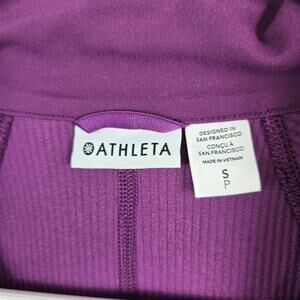 ATHLETA
DESIGNED IN
SAN FRANCISCO
CONÇU À
SAN FRANCISCO
MADE IN VIETNAM
S
P